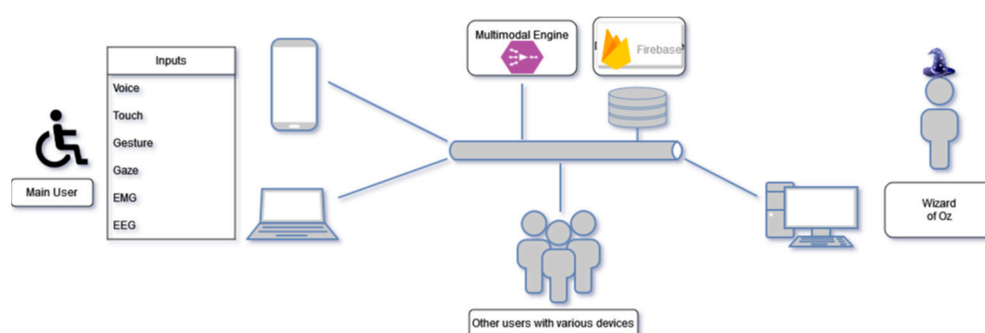 Main User
Inputs
Voice
Touch
Gesture
Gaze
EMG
EEG
Multimodal Engine
Firebase
Other users with various devices
Wizard
of Oz